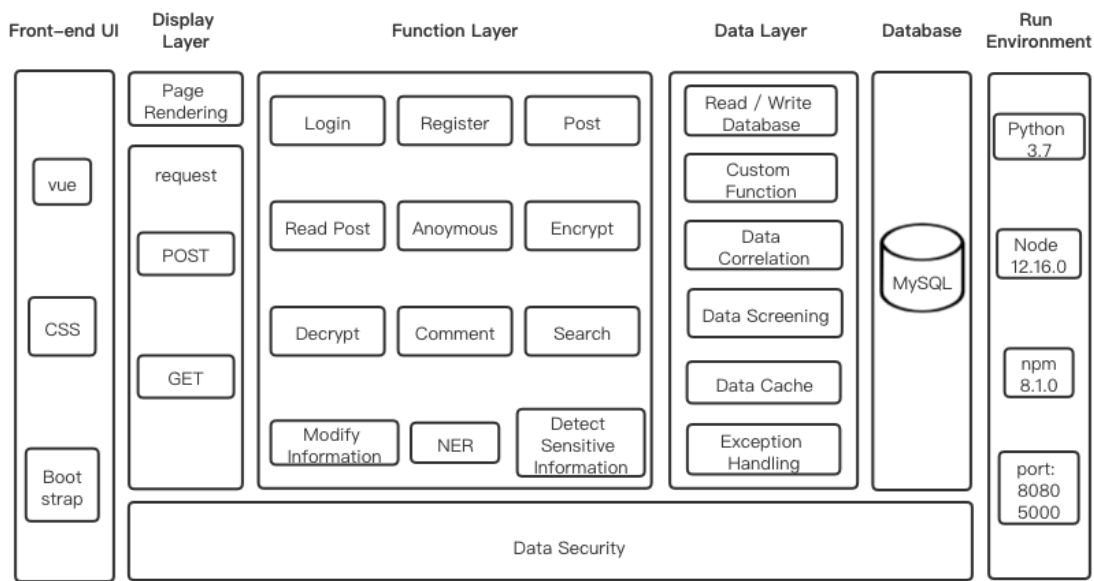 Front-end UI
Display
Layer
Function Layer
Data Layer
Database
Run
Environment
vue
CSS
Boot
strap
Page
Rendering
request
POST
GET
Login
Register
Post
Read Post
Anoymous
Encrypt
Decrypt
Comment
Search
Modify
Information
NER
Detect
Sensitive
Information
Read / Write
Database
Custom
Function
Data
Correlation
Data Screening
Data Cache
Exception
Handling
MySQL
Python
3.7
Node
12.16.0
npm
8.1.0
port:
8080
5000
Data Security